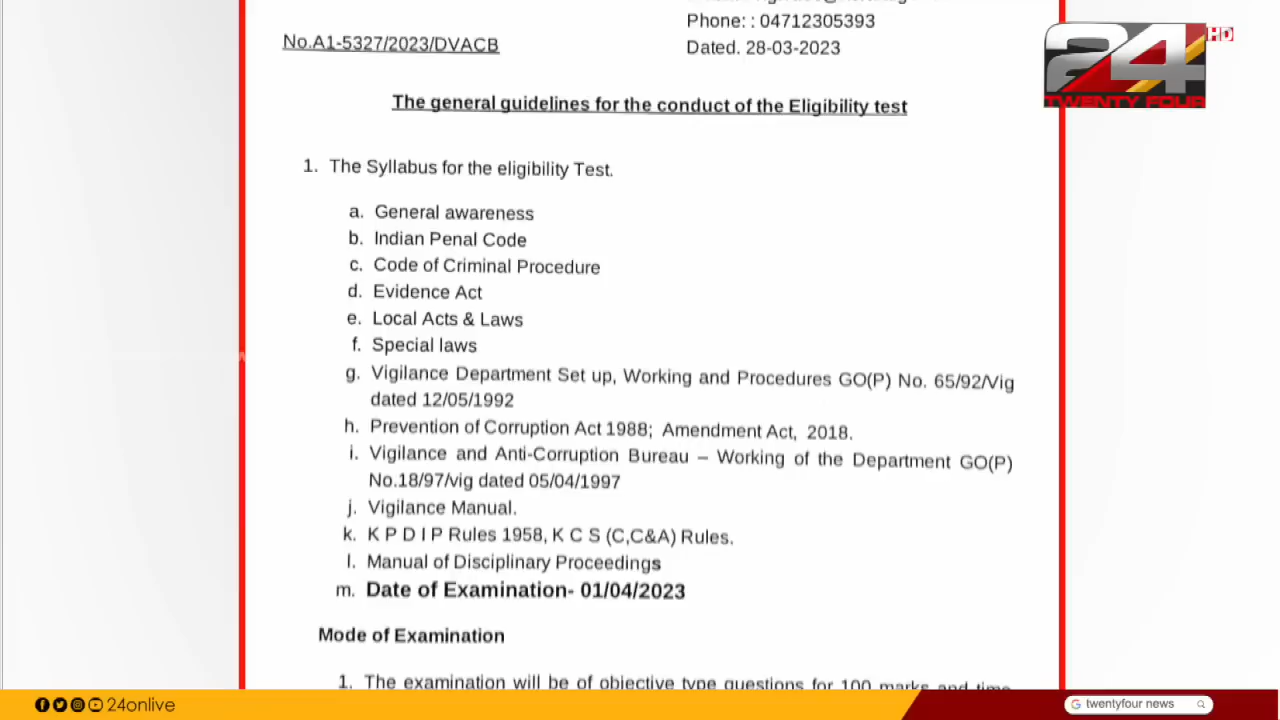 Phone: : 04712305393
No.A1-5327/2023/DVACB
Dated. 28-03-2023
24
HD
TWENTY FOUR
The general guidelines for the conduct of the Eligibility test
1. The Syllabus for the eligibility Test.
a. General awareness
b. Indian Penal Code
c. Code of Criminal Procedure
d. Evidence Act
e. Local Acts & Laws
f. Special laws
g. Vigilance Department Set up, Working and Procedures GO(P) No. 65/92/Vig
dated 12/05/1992
h. Prevention of Corruption Act 1988; Amendment Act, 2018.
i. Vigilance and Anti-Corruption Bureau – Working of the Department GO(P)
No.18/97/vig dated 05/04/1997
j. Vigilance Manual.
k. K P D I P Rules 1958, K C S (C,C&A) Rules.
l. Manual of Disciplinary Proceedings
m. Date of Examination- 01/04/2023
Mode of Examination
1. The examination will be of objective type questions for 100 marks and time
24onlive
twentyfour news